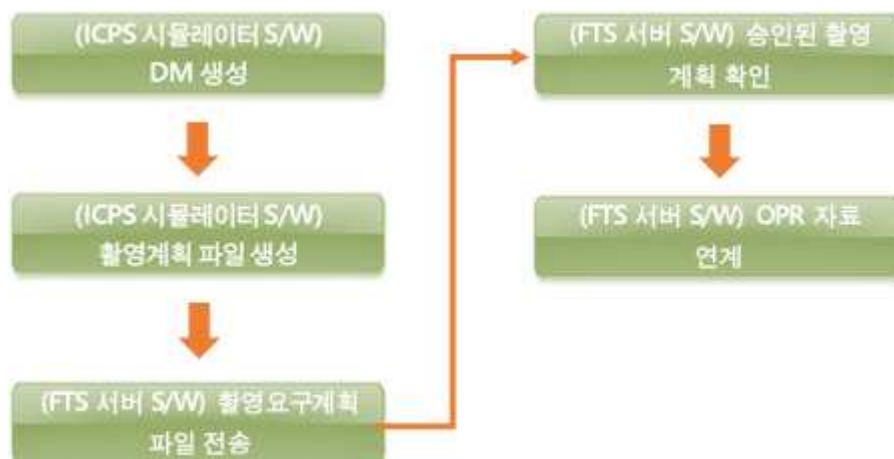 (ICPS 시뮬레이터 S/W)
DM 생성
(ICPS 시뮬레이터 S/W)
촬영계획 파일 생성
(FTS 서버 S/W) 촬영요구계획
파일 전송
(FTS 서버 S/W) 승인된 촬영
계획 확인
(FTS 서버 S/W) OPR 자료
연계